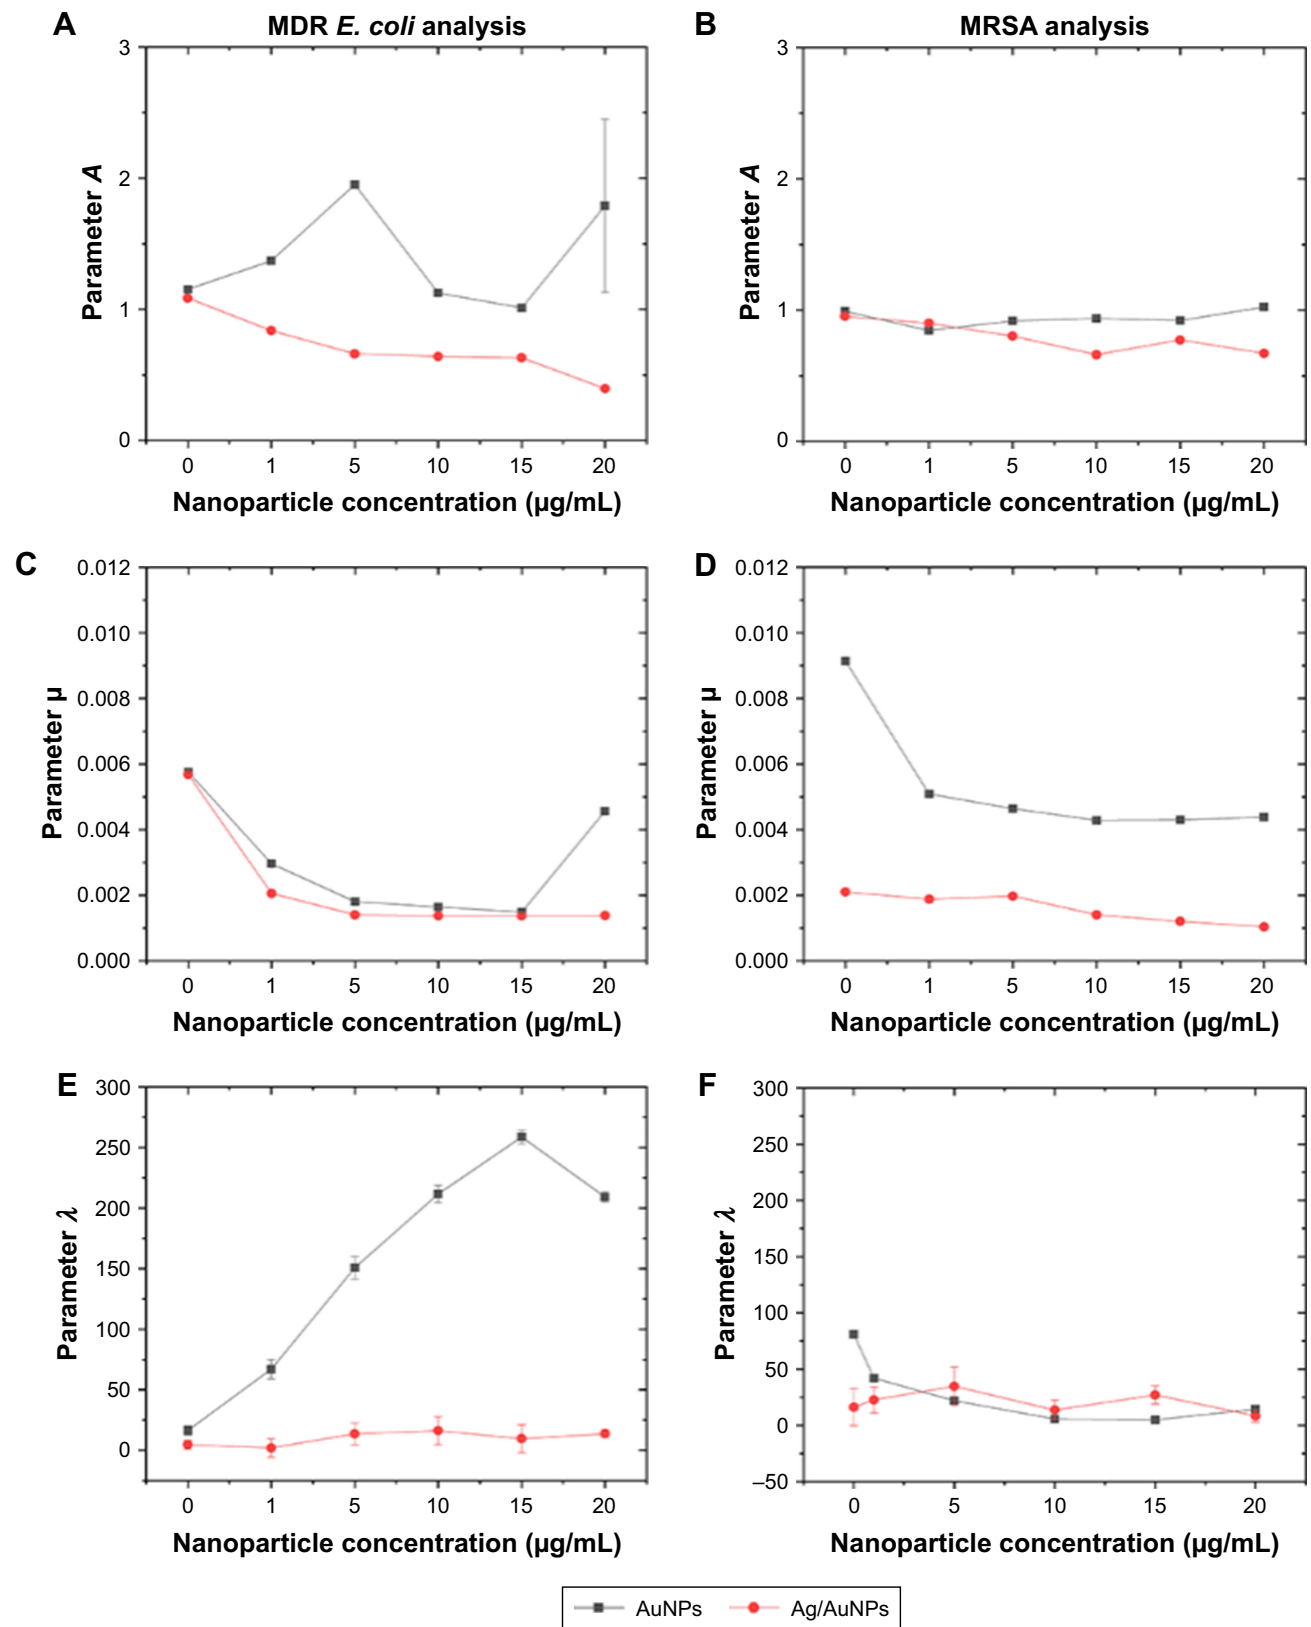 A
MDR E. coli analysis
3
2
1
0
Parameter A
0 1 5 10 15 20
Nanoparticle concentration (µg/mL)
B
MRSA analysis
3
2
1
0
Parameter A
0 1 5 10 15 20
Nanoparticle concentration (µg/mL)
C
0.012
0.010
0.008
0.006
0.004
0.002
0.000
Parameter µ
0 1 5 10 15 20
Nanoparticle concentration (µg/mL)
D
0.012
0.010
0.008
0.006
0.004
0.002
0.000
Parameter µ
0 1 5 10 15 20
Nanoparticle concentration (µg/mL)
E
300
250
200
150
100
50
0
Parameter λ
0 1 5 10 15 20
Nanoparticle concentration (µg/mL)
F
300
250
200
150
100
50
0
–50
Parameter λ
0 5 10 15 20
Nanoparticle concentration (µg/mL)
AuNPs Ag/AuNPs